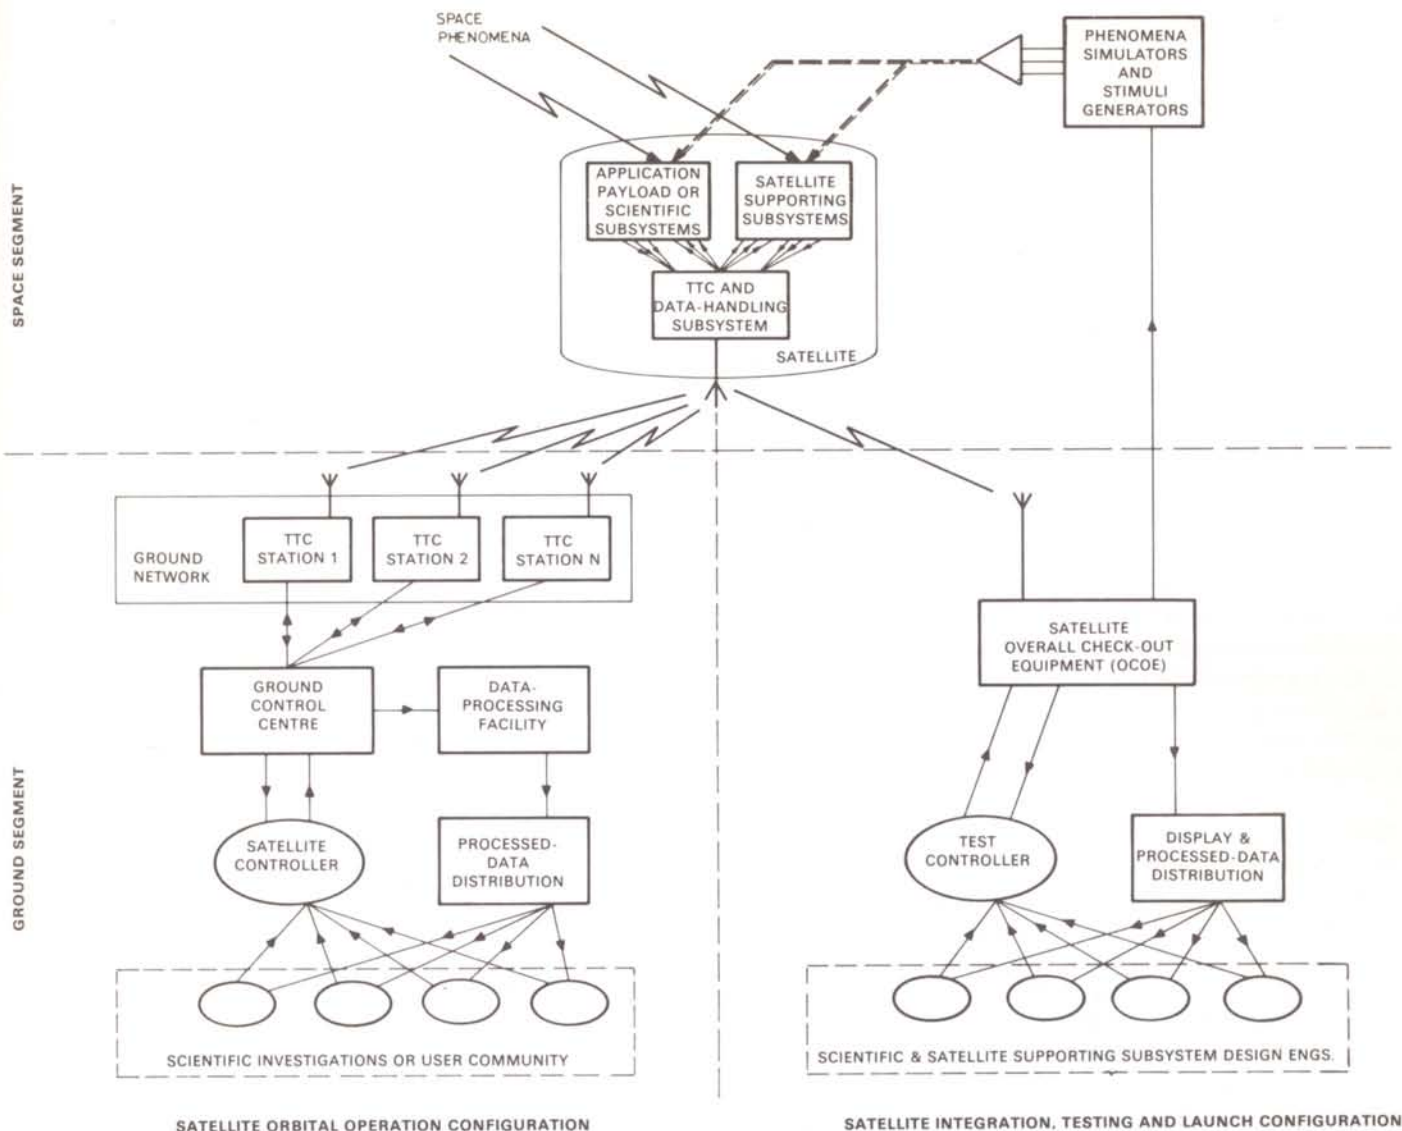 SPACE
PHENOMENA
PHENOMENA
SIMULATORS
AND
STIMULI
GENERATORS
SPACE SEGMENT
APPLICATION
PAYLOAD OR
SCIENTIFIC
SUBSYSTEMS
SATELLITE
SUPPORTING
SUBSYSTEMS
TTC AND
DATA-HANDLING
SUBSYSTEM
SATELLITE
GROUND SEGMENT
GROUND
NETWORK
TTC
STATION 1
TTC
STATION 2
TTC
STATION N
GROUND
CONTROL
CENTRE
DATA-
PROCESSING
FACILITY
SATELLITE
CONTROLLER
PROCESSED-
DATA
DISTRIBUTION
SCIENTIFIC INVESTIGATIONS OR USER COMMUNITY
SATELLITE ORBITAL OPERATION CONFIGURATION
SATELLITE
OVERALL CHECK-OUT
EQUIPMENT (OCOE)
TEST
CONTROLLER
DISPLAY &
PROCESSED-DATA
DISTRIBUTION
SCIENTIFIC & SATELLITE SUPPORTING SUBSYSTEM DESIGN ENGS.
SATELLITE INTEGRATION, TESTING AND LAUNCH CONFIGURATION